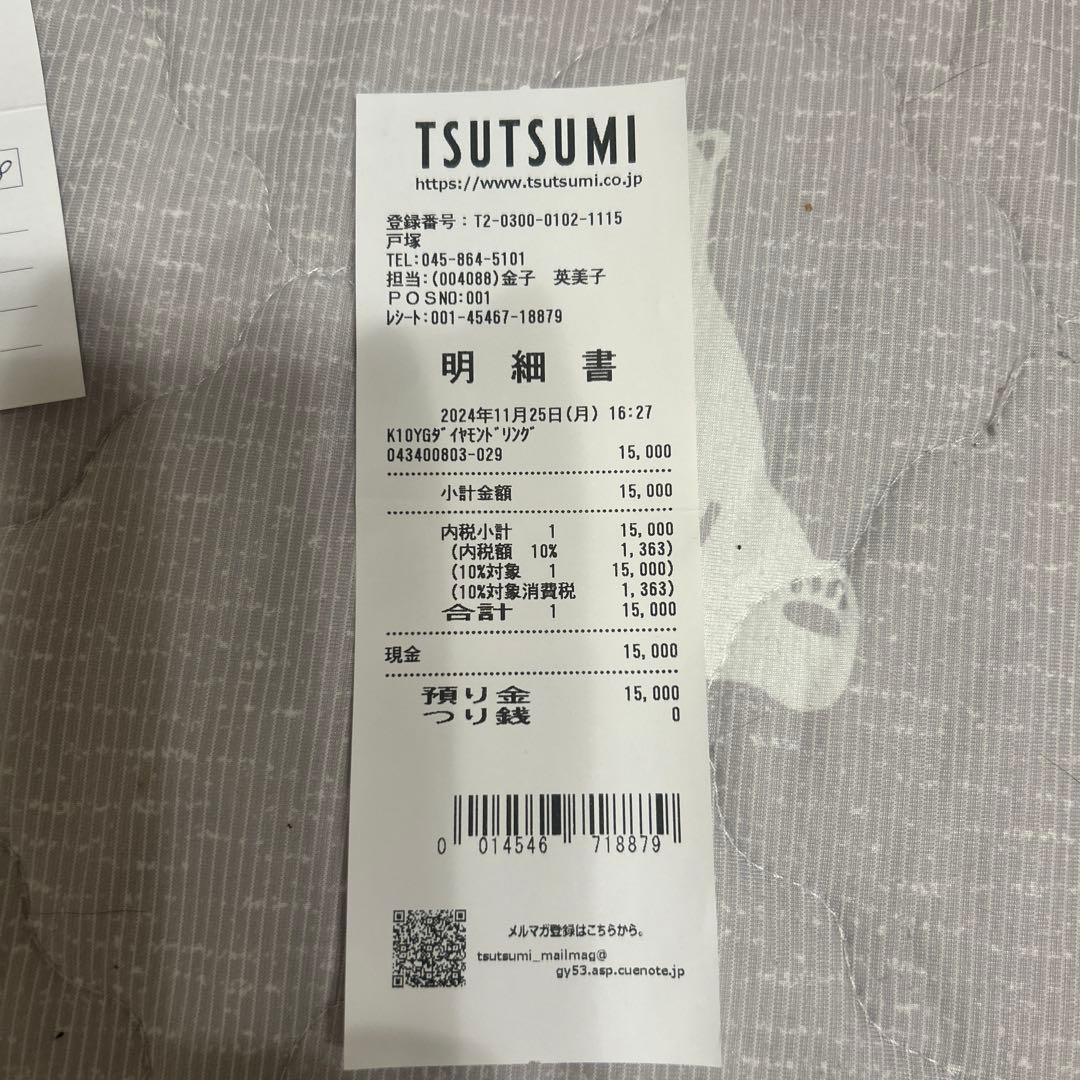 TSUTSUMI
https://www.tsutsumi.co.jp
登録番号:T2-0300-0102-1115
戸塚
TEL:045-864-5101
担当:(004088)金子　英美子
ＰＯＳNO:001
ﾚｼｰﾄ:001-45467-18879
明 細 書
2024年11月25日(月) 16:27
K10YGﾀﾞｲﾔﾓﾝﾄﾞﾘﾝｸﾞ
043400803-029 15,000
小計金額 15,000
内税小計 1 15,000
(内税額 10% 1,363)
(10%対象 1 15,000)
(10%対象消費税 1,363)
合計 1 15,000
現金 15,000
預り金 15,000
つり銭 0
0 014546 718879
メルマガ登録はこちらから。
tsutsumi_mailmag@
gy53.asp.cuenote.jp